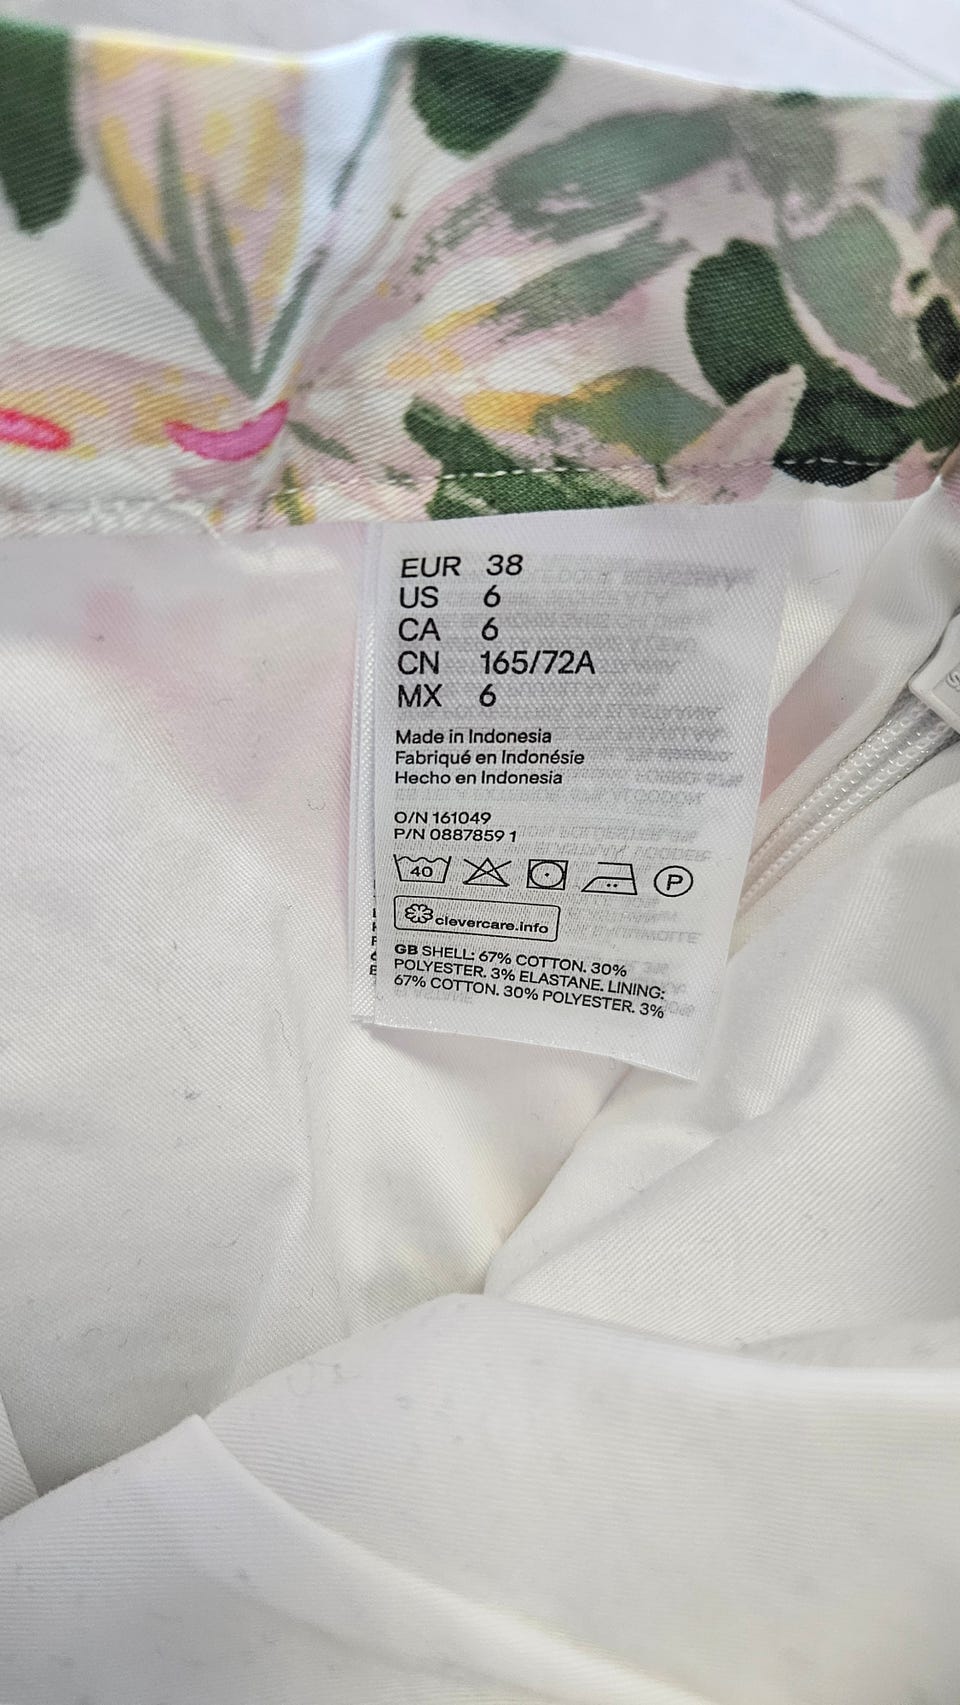 EUR 38
US 6
CA 6
CN 165/72A
MX 6
Made in Indonesia
Fabriqué en Indonésie
Hecho en Indonesia
O/N 161049
P/N 0887859 1
40
P
clevercare.info
GB SHELL: 67% COTTON. 30%
POLYESTER. 3% ELASTANE. LINING:
67% COTTON. 30% POLYESTER. 3%